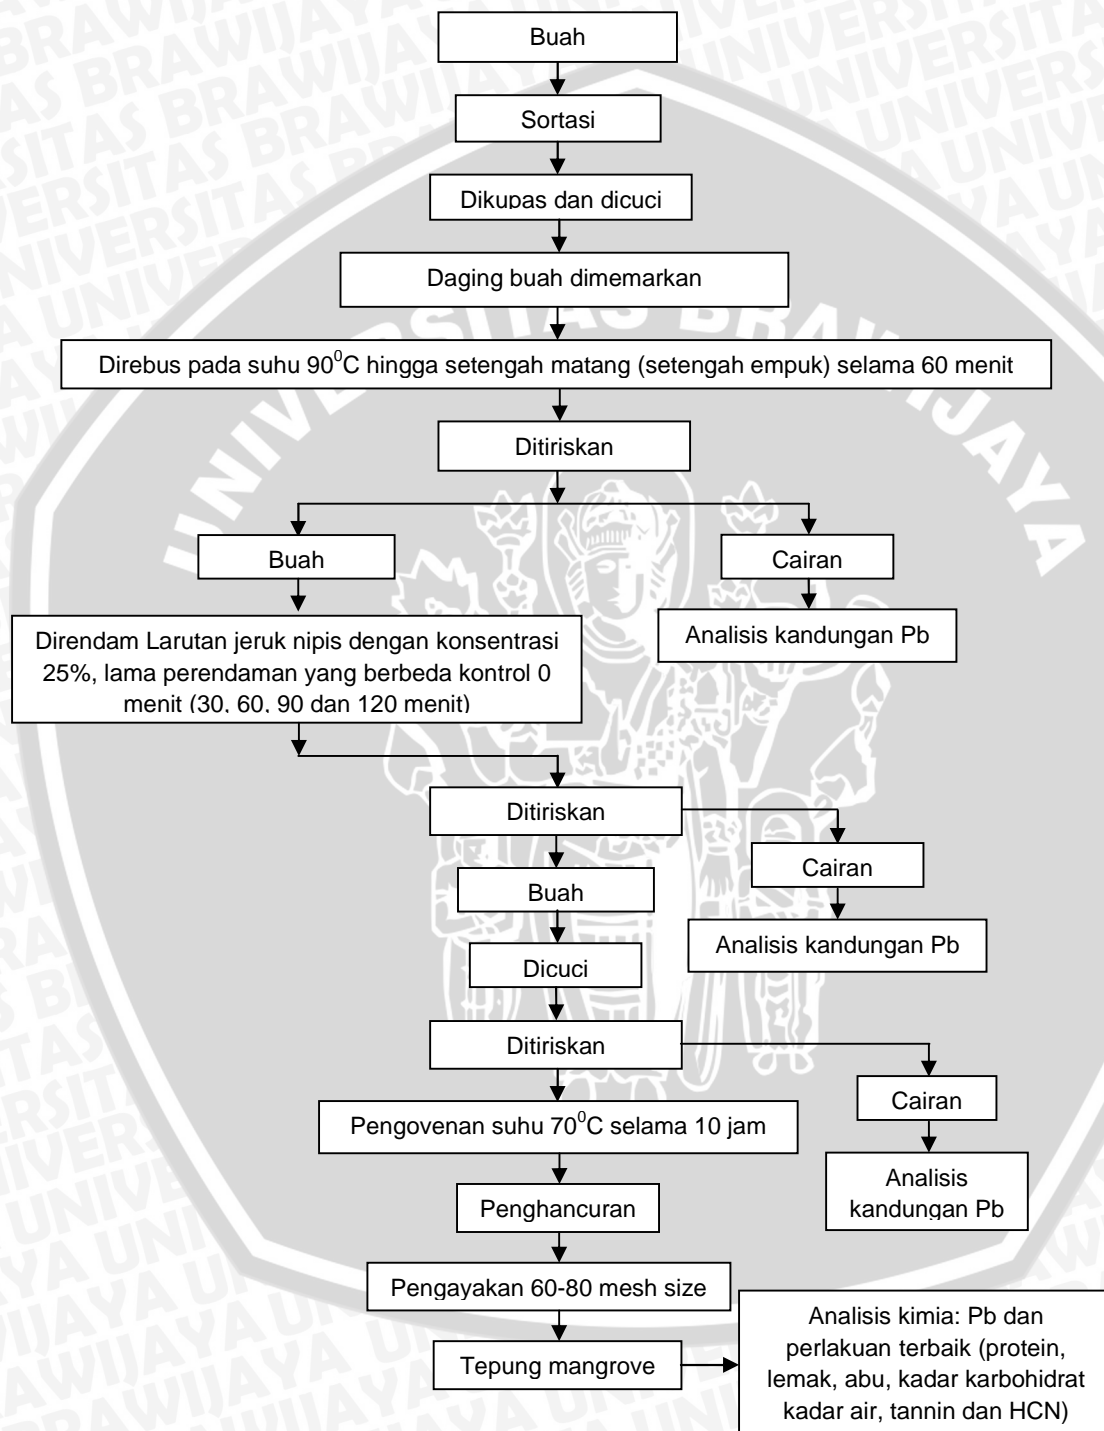 Buah
Sortasi
Dikupas dan dicuci
Daging buah dimemarkan
Direbus pada suhu 90⁰C hingga setengah matang (setengah empuk) selama 60 menit
Ditiriskan
Buah
Cairan
Direndam Larutan jeruk nipis dengan konsentrasi
25%, lama perendaman yang berbeda kontrol 0
menit (30, 60, 90 dan 120 menit)
Analisis kandungan Pb
Ditiriskan
Cairan
Buah
Analisis kandungan Pb
Dicuci
Ditiriskan
Cairan
Pengovenan suhu 70⁰C selama 10 jam
Analisis
kandungan Pb
Penghancuran
Pengayakan 60-80 mesh size
Tepung mangrove
Analisis kimia: Pb dan
perlakuan terbaik (protein,
lemak, abu, kadar karbohidrat
kadar air, tannin dan HCN)
UNIVERSITAS BRAWIJAYA